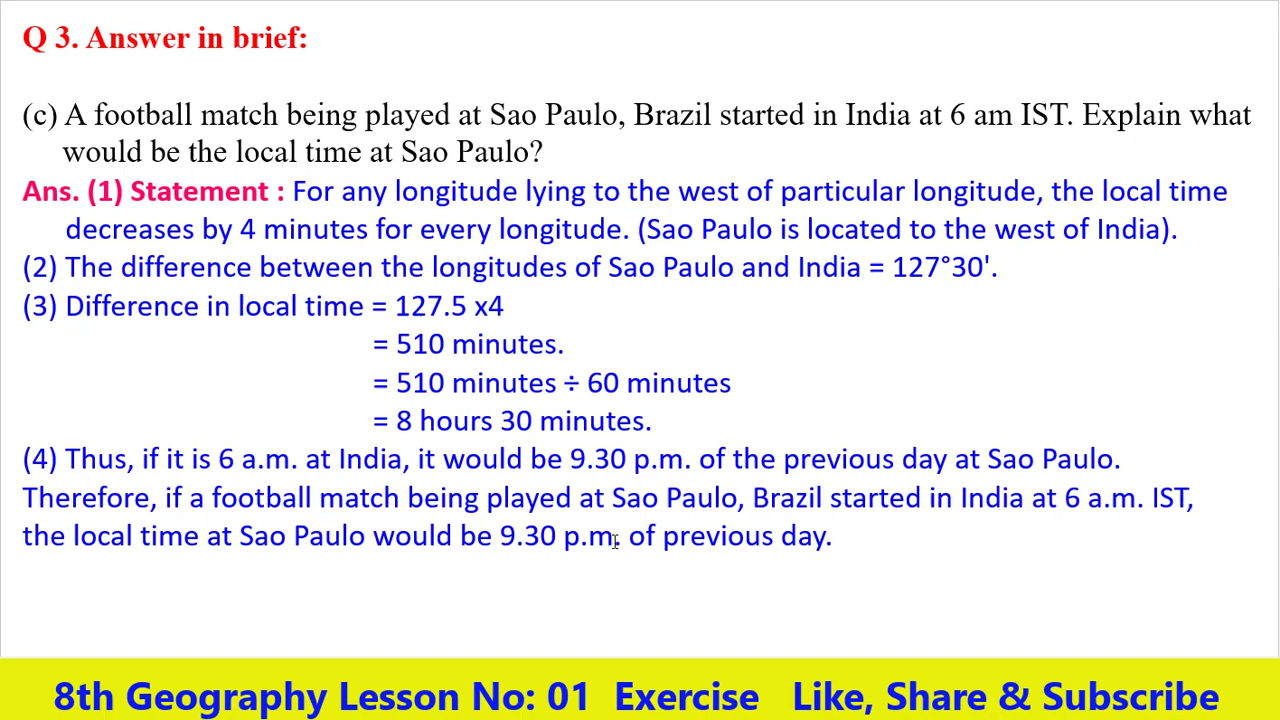 Q 3. Answer in brief:
(c) A football match being played at Sao Paulo, Brazil started in India at 6 am IST. Explain what
would be the local time at Sao Paulo?
Ans. (1) Statement : For any longitude lying to the west of particular longitude, the local time
decreases by 4 minutes for every longitude. (Sao Paulo is located to the west of India).
(2) The difference between the longitudes of Sao Paulo and India = 127°30'.
(3) Difference in local time = 127.5 x4
= 510 minutes.
= 510 minutes ÷ 60 minutes
= 8 hours 30 minutes.
(4) Thus, if it is 6 a.m. at India, it would be 9.30 p.m. of the previous day at Sao Paulo.
Therefore, if a football match being played at Sao Paulo, Brazil started in India at 6 a.m. IST,
the local time at Sao Paulo would be 9.30 p.m. of previous day.
8th Geography Lesson No: 01 Exercise Like, Share & Subscribe